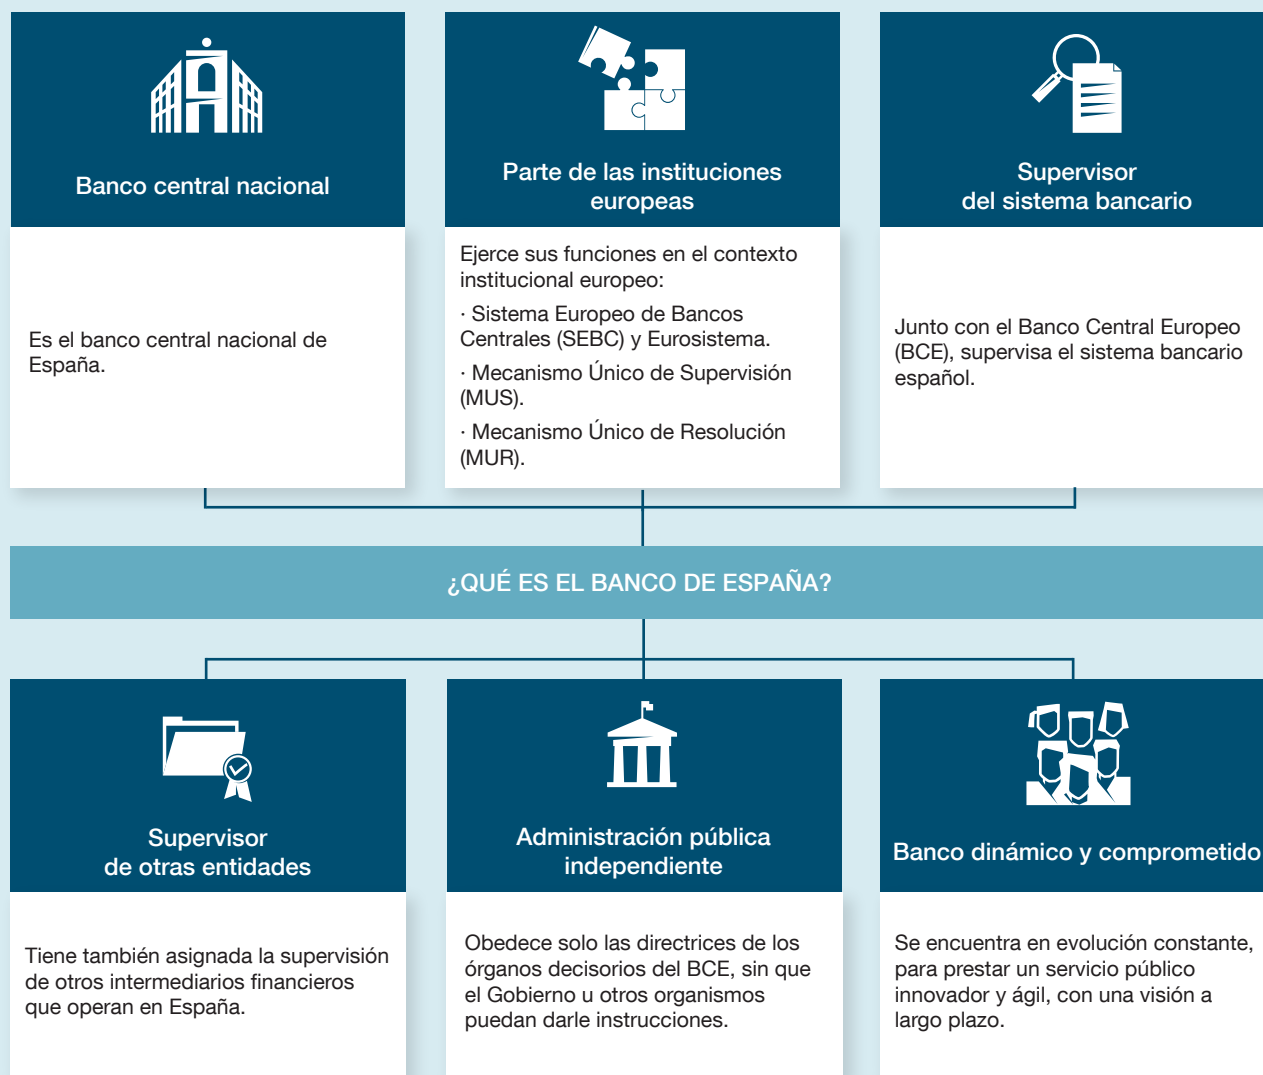 Banco central nacional
Es el banco central nacional de
España.
Parte de las instituciones
europeas
Ejerce sus funciones en el contexto
institucional europeo:
· Sistema Europeo de Bancos
Centrales (SEBC) y Eurosistema.
· Mecanismo Único de Supervisión
(MUS).
· Mecanismo Único de Resolución
(MUR).
Supervisor
del sistema bancario
Junto con el Banco Central Europeo
(BCE), supervisa el sistema bancario
español.
¿QUÉ ES EL BANCO DE ESPAÑA?
Supervisor
de otras entidades
Tiene también asignada la supervisión
de otros intermediarios financieros
que operan en España.
Administración pública
independiente
Obedece solo las directrices de los
órganos decisorios del BCE, sin que
el Gobierno u otros organismos
puedan darle instrucciones.
Banco dinámico y comprometido
Se encuentra en evolución constante,
para prestar un servicio público
innovador y ágil, con una visión a
largo plazo.